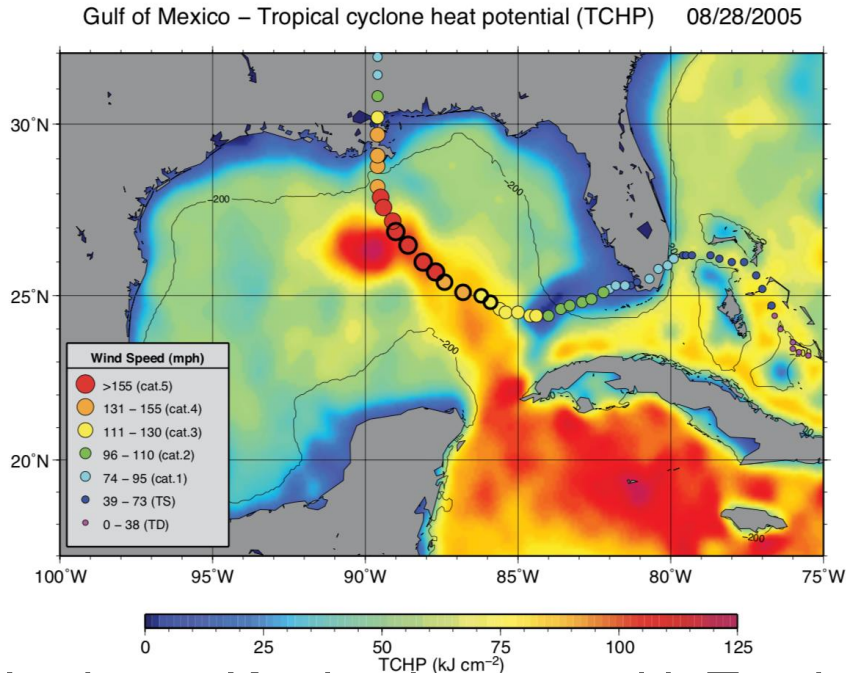 Gulf of Mexico − Tropical cyclone heat potential (TCHP) 08/28/2005
30˚N
25˚N
20˚N
−200
−200
−200
−200
Wind Speed (mph)
>155 (cat.5)
131 − 155 (cat.4)
111 − 130 (cat.3)
96 − 110 (cat.2)
74 − 95 (cat.1)
39 − 73 (TS)
0 − 38 (TD)
100˚W 95˚W 90˚W 85˚W 80˚W 75˚W
0 25 50 75 100 125
TCHP (kJ cm−2)